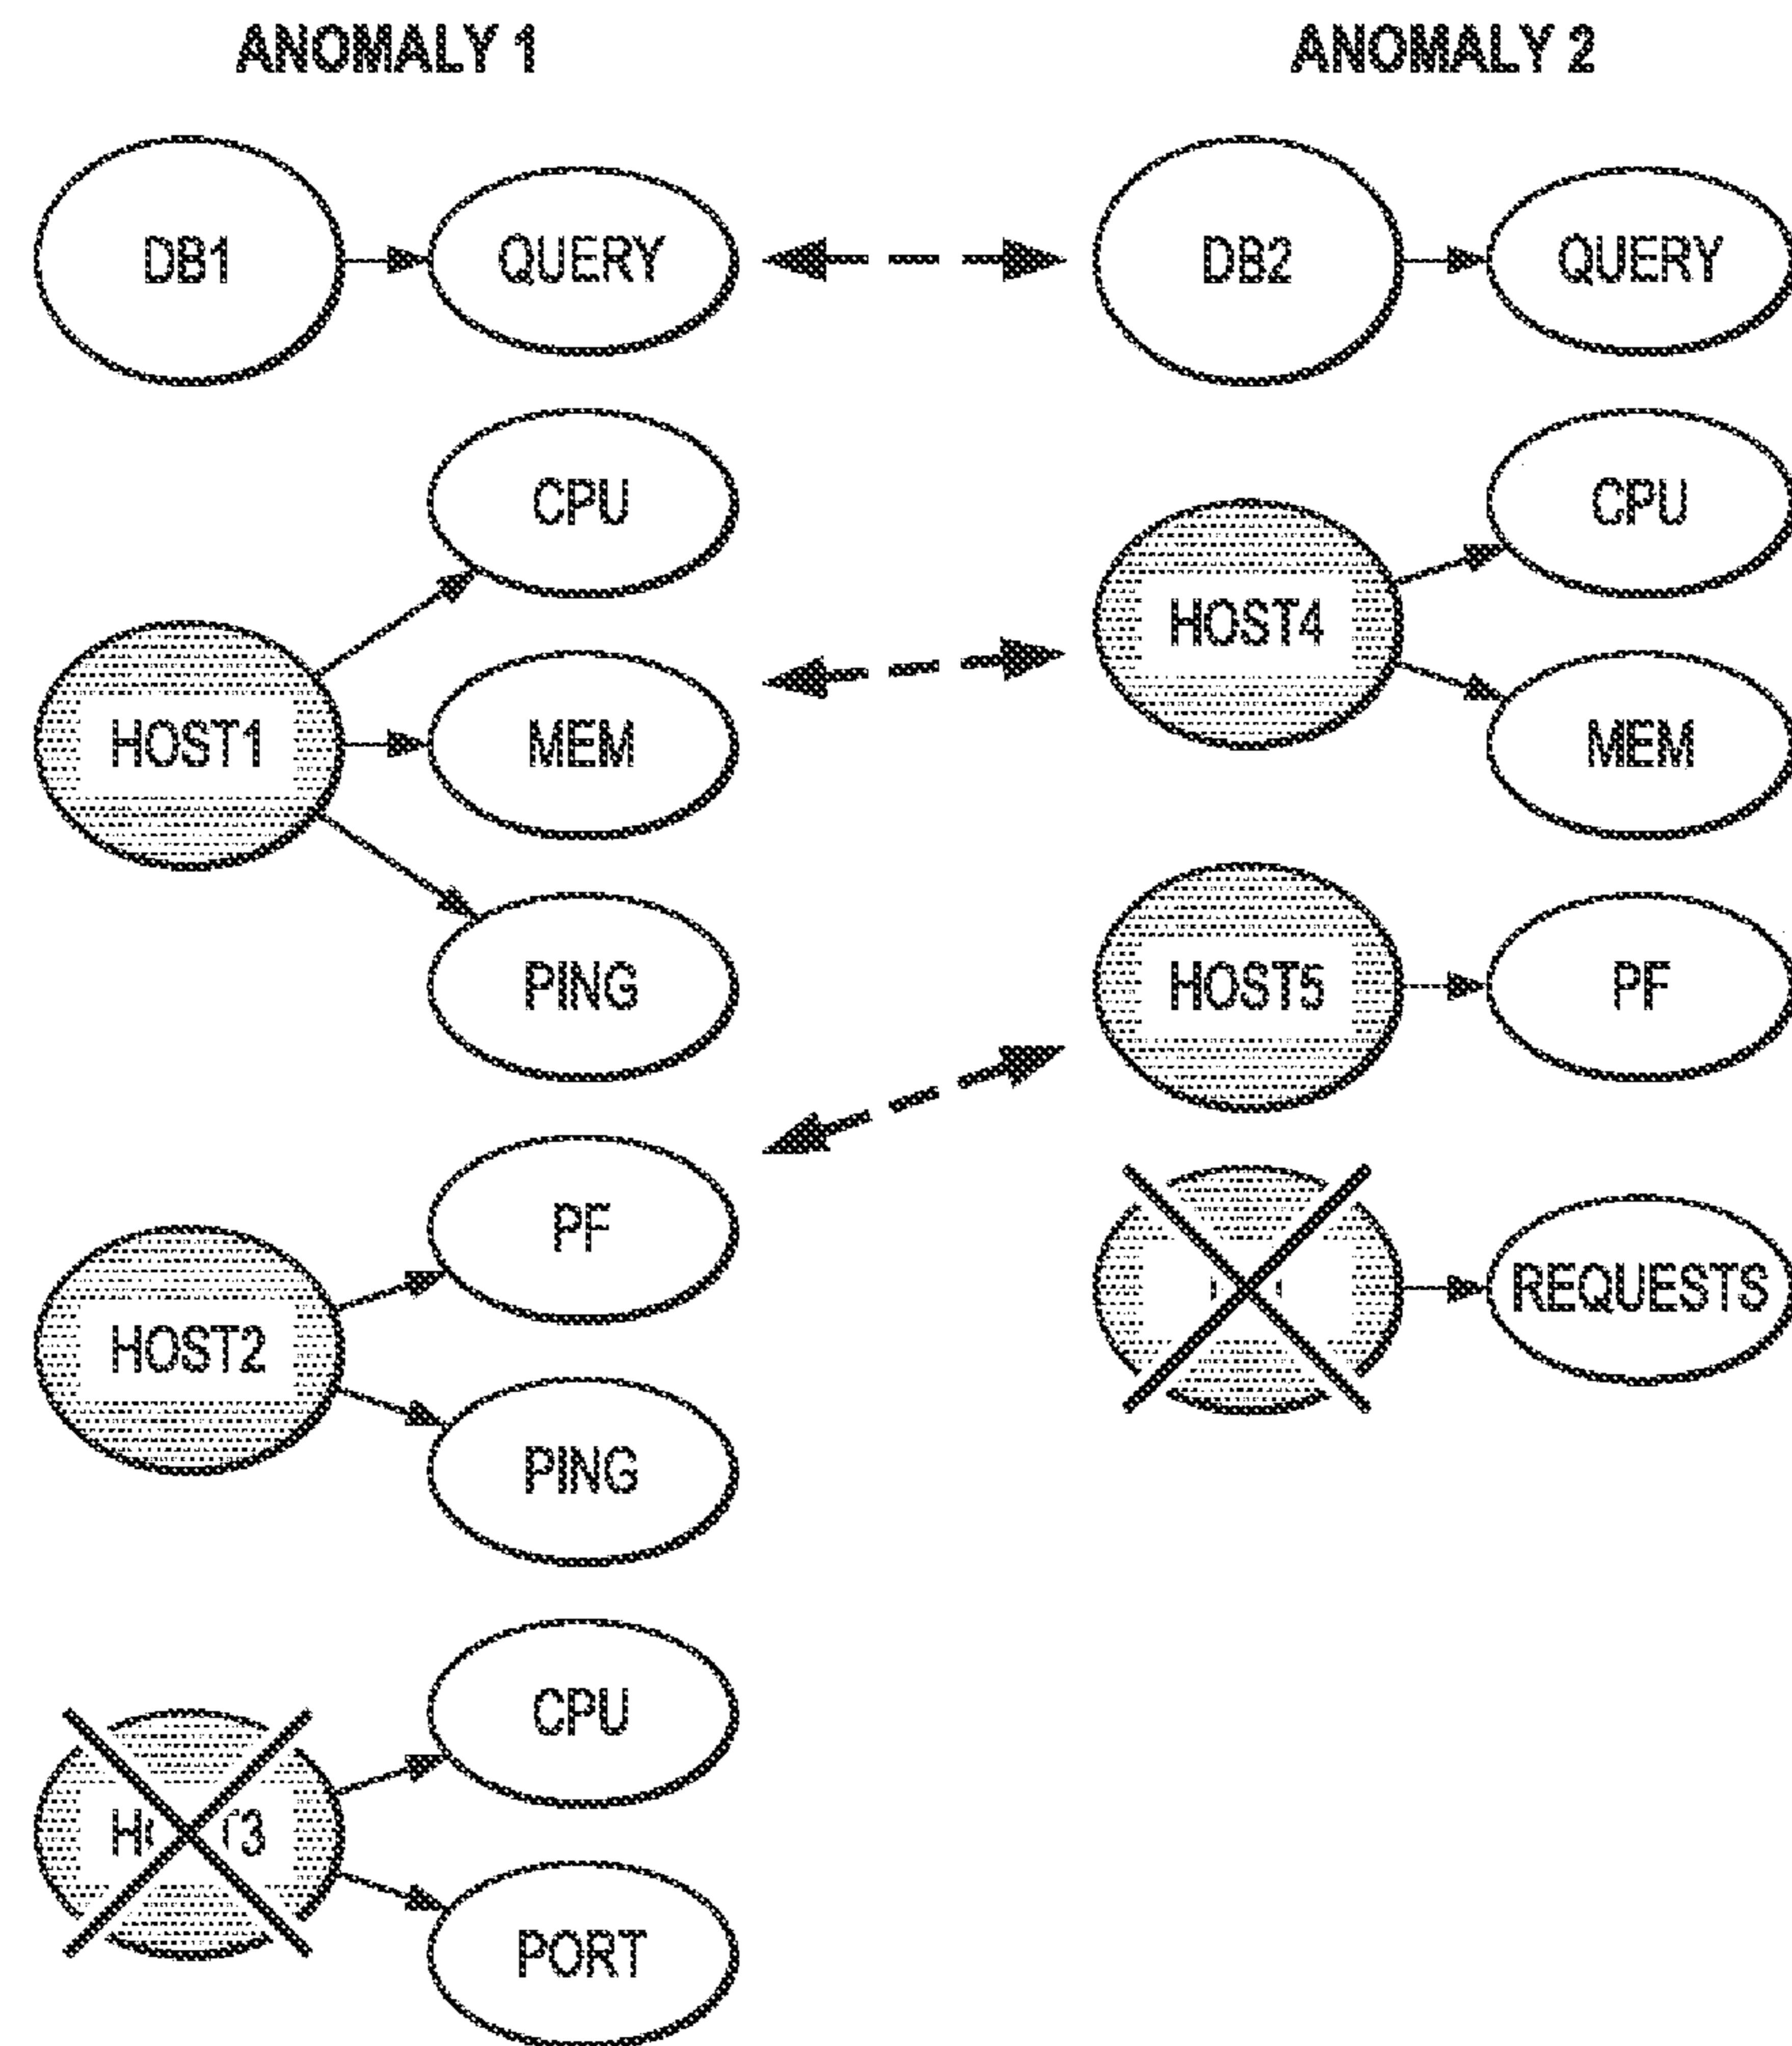 ANOMALY 1
DB1
QUERY
CPU
HOST1
MEM
PING
PF
HOST2
PING
CPU
PORT
ANOMALY 2
DB2
QUERY
CPU
HOST4
MEM
HOST5
PF
REQUESTS